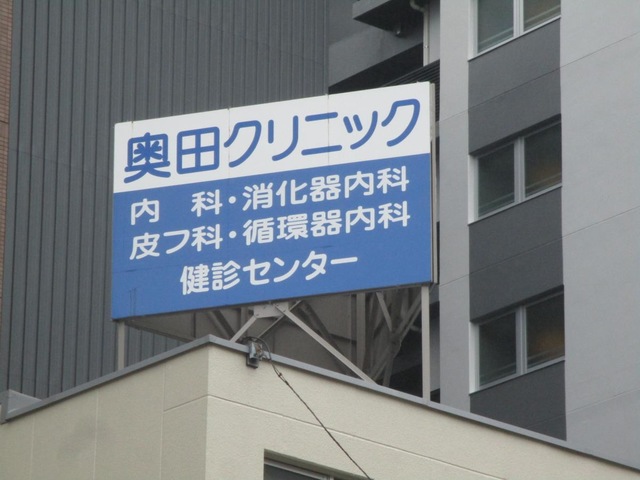 奥田クリニック
内　科・消化器内科
皮フ科・循環器内科
健診センター